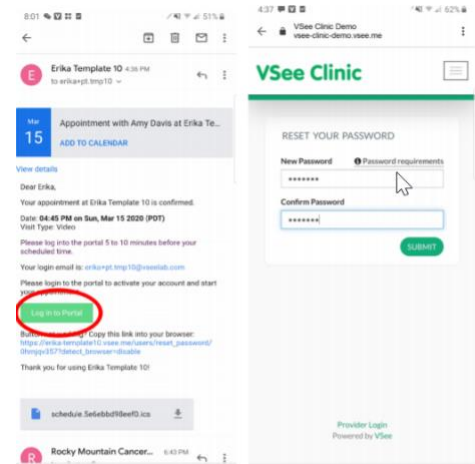 8:01
51%
E
Erika Template 10 4:36 PM
to erika+pt.tmp10
Mar
15
Appointment with Amy Davis at Erika Te...
ADD TO CALENDAR
View details
Dear Erika,
Your appointment at Erika Template 10 is confirmed.
Date: 04:45 PM on Sun, Mar 15 2020 (PDT)
Visit Type: Video
Please log into the portal 5 to 10 minutes before your
scheduled time.
Your login email is: erika+pt.tmp10@vseelab.com
Please login to the portal to activate your account and start
your
Log in to Portal
Copy this link into your browser:
https://erika-template10.vsee.me/users/reset_password/
Thank you for using Erika Template 10!
R
Rocky Mountain Cancer... 6:43 PM
4:37
62%
VSee Clinic Demo
vsee-clinic-demo.vsee.me
VSee Clinic
RESET YOUR PASSWORD
New Password Password requirements
•••••••
Confirm Password
•••••••
SUBMIT
Provider Login
Powered by VSee